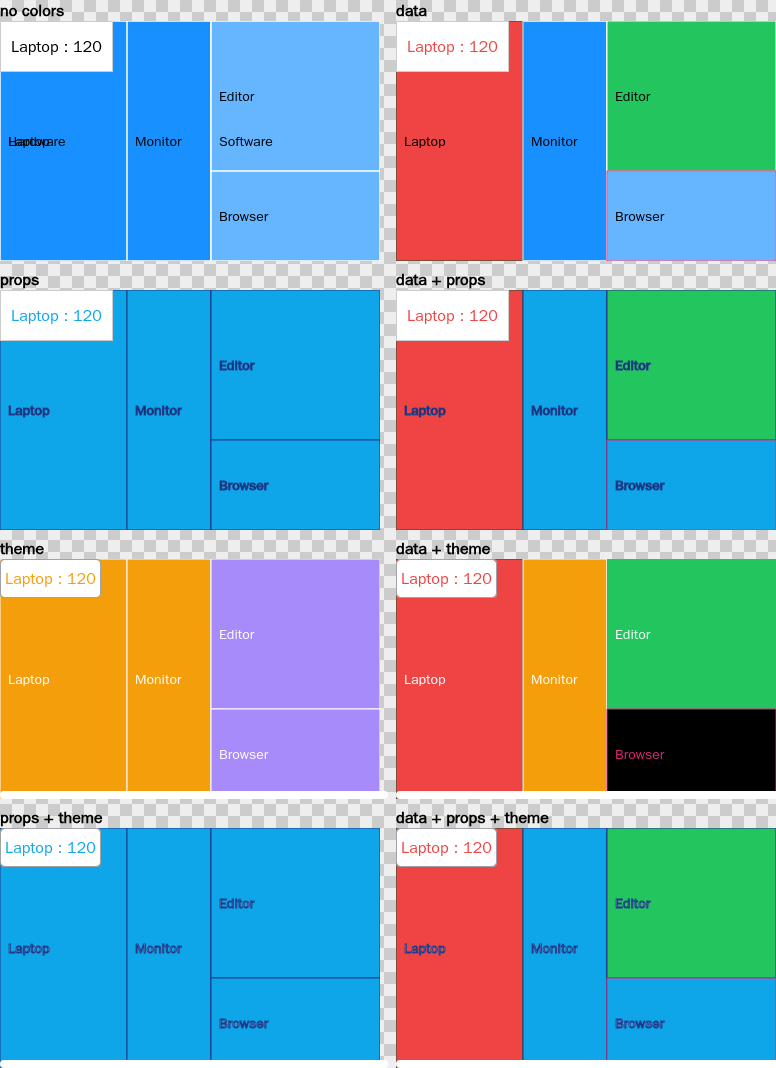 no colors
Laptop : 120
Editor
Hardware
Laptop
Monitor
Software
Browser
data
Laptop : 120
Editor
Laptop
Monitor
Browser
props
Laptop : 120
Editor
Laptop
Monitor
Browser
data + props
Laptop : 120
Editor
Laptop
Monitor
Browser
theme
Laptop : 120
Editor
Laptop
Monitor
Browser
data + theme
Laptop : 120
Editor
Laptop
Monitor
Browser
props + theme
Laptop : 120
Editor
Laptop
Monitor
Browser
data + props + theme
Laptop : 120
Editor
Laptop
Monitor
Browser